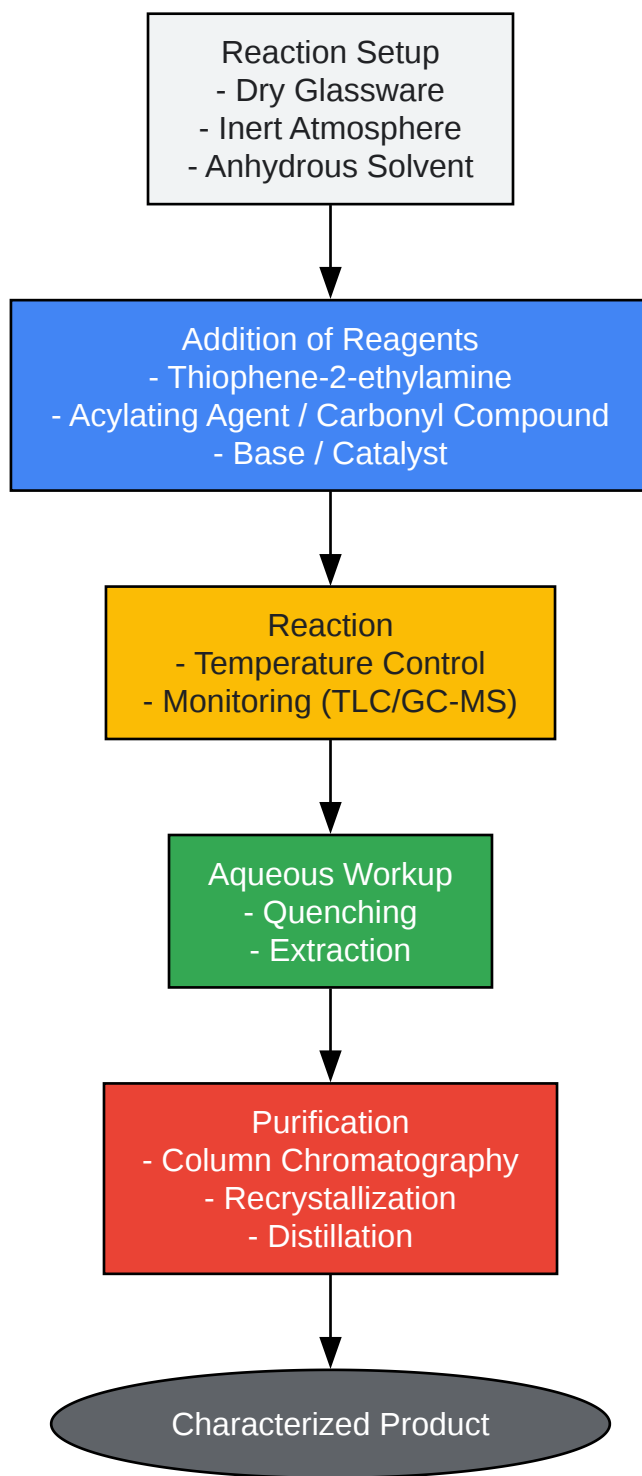 Reaction Setup
- Dry Glassware
- Inert Atmosphere
- Anhydrous Solvent
Addition of Reagents
- Thiophene-2-ethylamine
- Acylating Agent / Carbonyl Compound
- Base / Catalyst
Reaction
- Temperature Control
- Monitoring (TLC/GC-MS)
Aqueous Workup
- Quenching
- Extraction
Purification
- Column Chromatography
- Recrystallization
- Distillation
Characterized Product